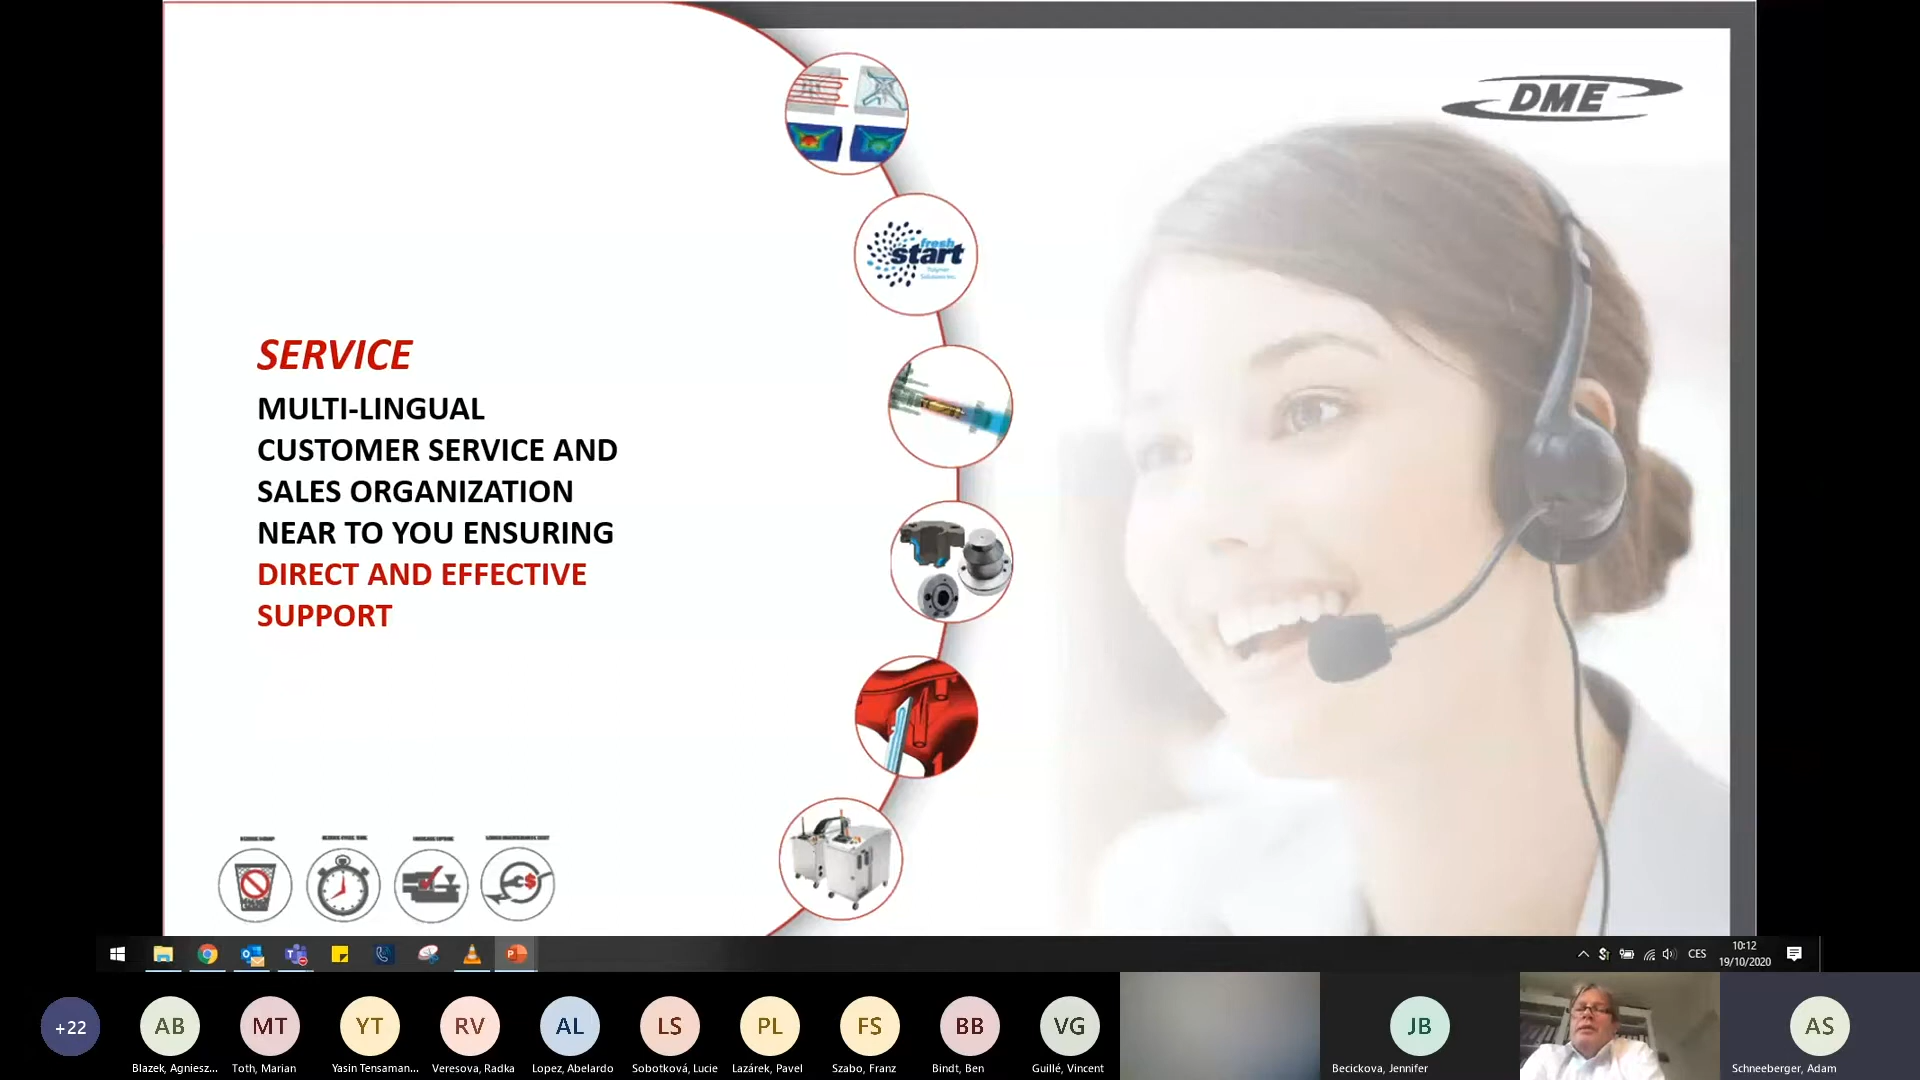 DME
fresh
start
Polymer
Solutions Inc.
SERVICE
MULTI-LINGUAL
CUSTOMER SERVICE AND
SALES ORGANIZATION
NEAR TO YOU ENSURING
DIRECT AND EFFECTIVE
SUPPORT
CES
10:12
19/10/2020
+22
AB
MT
YT
RV
AL
LS
PL
FS
BB
VG
JB
AS
Blazek, Agniesz...
Toth, Marian
Yasin Tensaman...
Veresova, Radka
Lopez, Abelardo
Sobotková, Lucie
Lazárek, Pavel
Szabo, Franz
Bindt, Ben
Guillé, Vincent
Becickova, Jennifer
Schneeberger, Adam